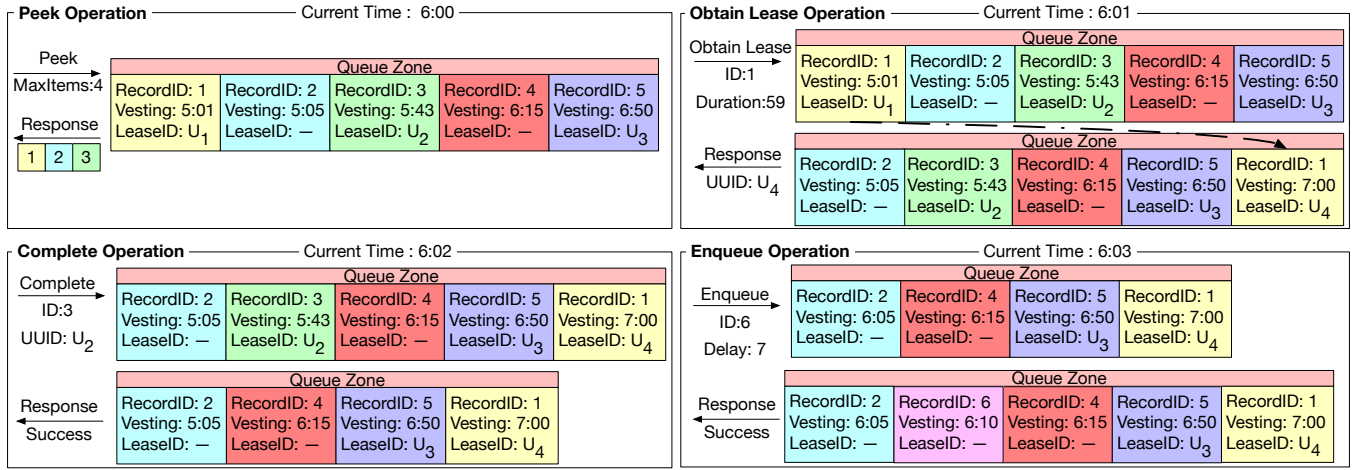 Peek Operation
Current Time : 6:00
Peek
MaxItems:4
Queue Zone
RecordID: 1 RecordID: 2 RecordID: 3 RecordID: 4 RecordID: 5
Vesting: 5:01 Vesting: 5:05 Vesting: 5:43 Vesting: 6:15 Vesting: 6:50
LeaseID: U1 LeaseID: — LeaseID: U2 LeaseID: — LeaseID: U3
Response
1 2 3
Obtain Lease Operation
Current Time : 6:01
Obtain Lease
ID:1
Duration:59
Queue Zone
RecordID: 1 RecordID: 2 RecordID: 3 RecordID: 4 RecordID: 5
Vesting: 5:01 Vesting: 5:05 Vesting: 5:43 Vesting: 6:15 Vesting: 6:50
LeaseID: U1 LeaseID: — LeaseID: U2 LeaseID: — LeaseID: U3
Response
UUID: U4
Queue Zone
RecordID: 2 RecordID: 3 RecordID: 4 RecordID: 5 RecordID: 1
Vesting: 5:05 Vesting: 5:43 Vesting: 6:15 Vesting: 6:50 Vesting: 7:00
LeaseID: — LeaseID: U2 LeaseID: — LeaseID: U3 LeaseID: U4
Complete Operation
Current Time : 6:02
Complete
ID:3
UUID: U2
Queue Zone
RecordID: 2 RecordID: 3 RecordID: 4 RecordID: 5 RecordID: 1
Vesting: 5:05 Vesting: 5:43 Vesting: 6:15 Vesting: 6:50 Vesting: 7:00
LeaseID: — LeaseID: U2 LeaseID: — LeaseID: U3 LeaseID: U4
Response
Success
Queue Zone
RecordID: 2 RecordID: 4 RecordID: 5 RecordID: 1
Vesting: 5:05 Vesting: 6:15 Vesting: 6:50 Vesting: 7:00
LeaseID: — LeaseID: — LeaseID: U3 LeaseID: U4
Enqueue Operation
Current Time : 6:03
Enqueue
ID:6
Delay: 7
Queue Zone
RecordID: 2 RecordID: 4 RecordID: 5 RecordID: 1
Vesting: 6:05 Vesting: 6:15 Vesting: 6:50 Vesting: 7:00
LeaseID: — LeaseID: — LeaseID: U3 LeaseID: U4
Response
Success
Queue Zone
RecordID: 2 RecordID: 6 RecordID: 4 RecordID: 5 RecordID: 1
Vesting: 6:05 Vesting: 6:10 Vesting: 6:15 Vesting: 6:50 Vesting: 7:00
LeaseID: — LeaseID: — LeaseID: — LeaseID: U3 LeaseID: U4